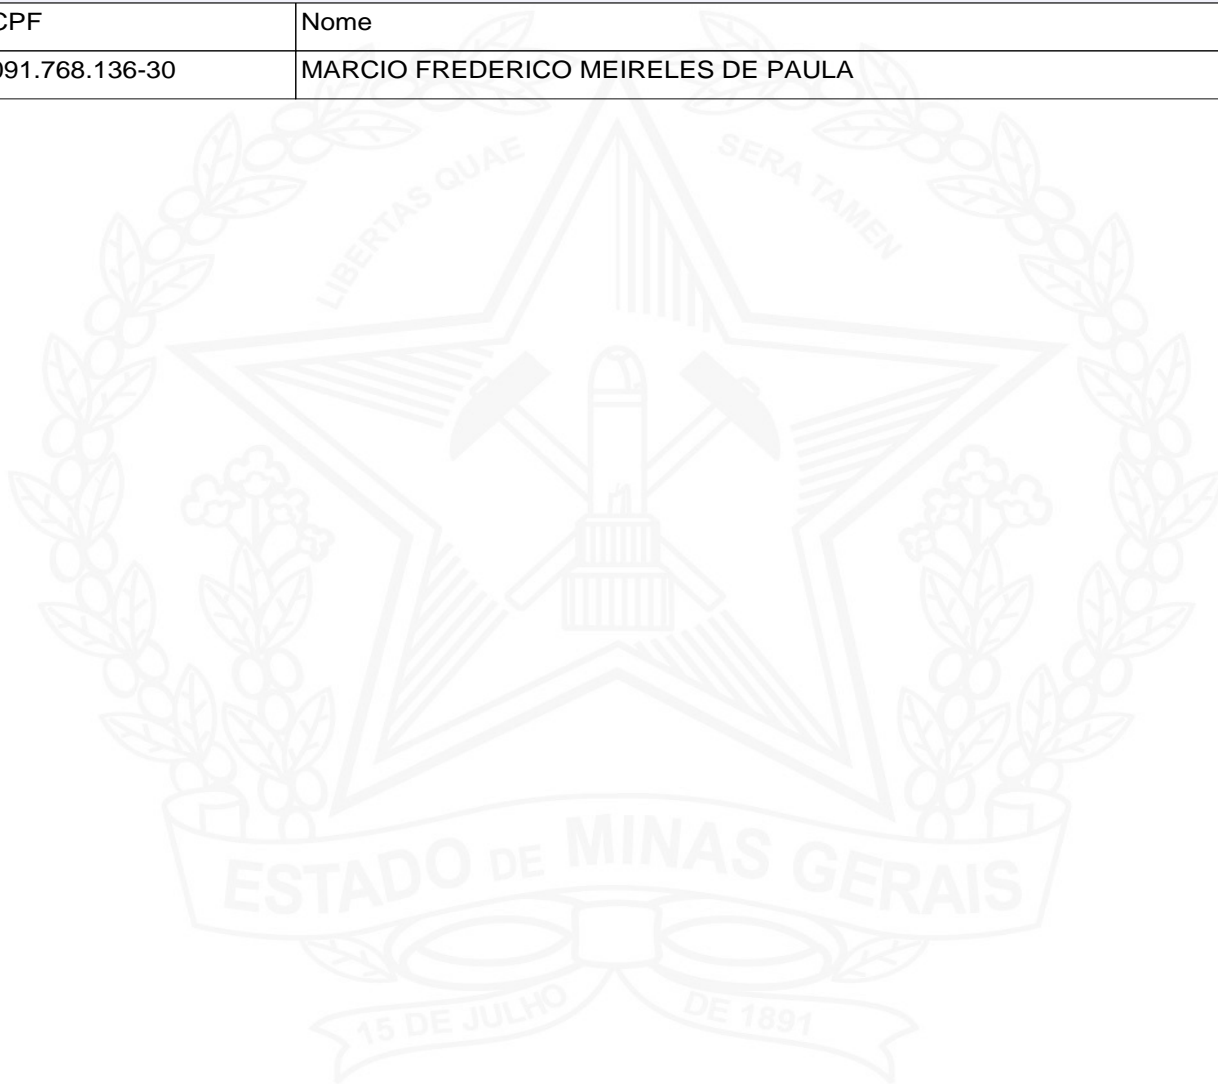 CPF Nome
091.768.136-30 MARCIO FREDERICO MEIRELES DE PAULA
LIBERTAS QUAE SERA TAMEN
ESTADO DE MINAS GERAIS
15 DE JULHO DE 1891